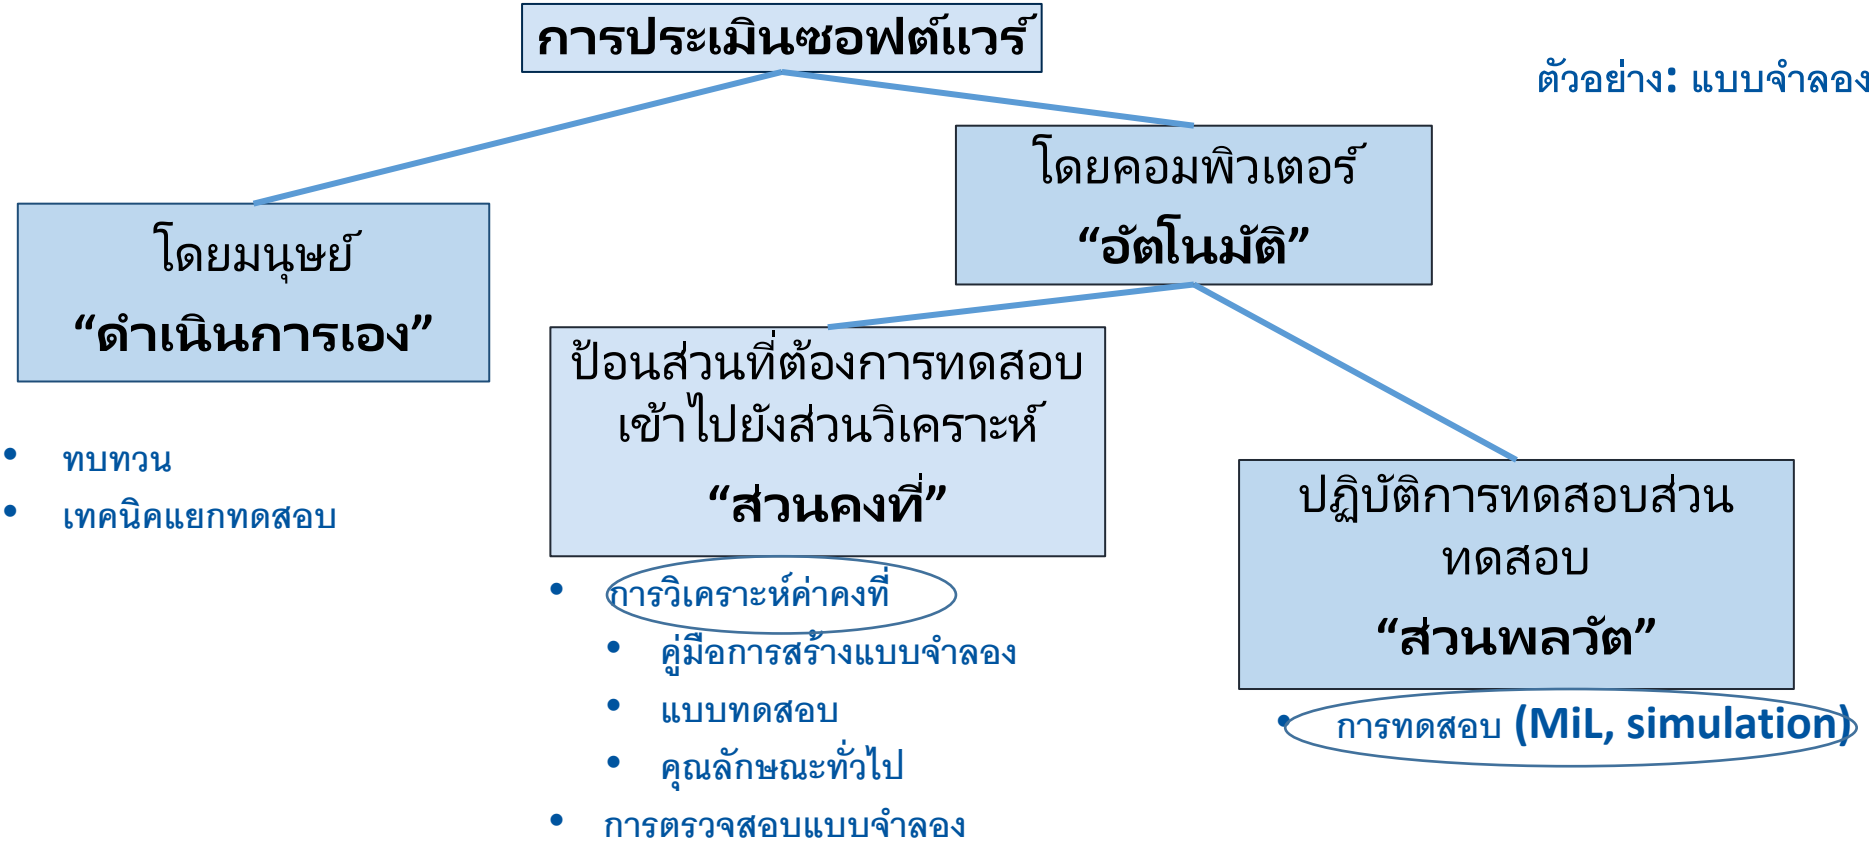 การประเมินซอฟต์แวร์
ตัวอย่าง: แบบจำลอง
โดยคอมพิวเตอร์
“อัตโนมัติ”
โดยมนุษย์
“ดำเนินการเอง”
ป้อนส่วนที่ต้องการทดสอบ
เข้าไปยังส่วนวิเคราะห์
“ส่วนคงที่”
• ทบทวน
• เทคนิคแยกทดสอบ
ปฏิบัติการทดสอบส่วน
ทดสอบ
“ส่วนพลวัต”
• การวิเคราะห์ค่าคงที่
• คู่มือการสร้างแบบจำลอง
• แบบทดสอบ
• คุณลักษณะทั่วไป
• การตรวจสอบแบบจำลอง
• การทดสอบ (MiL, simulation)